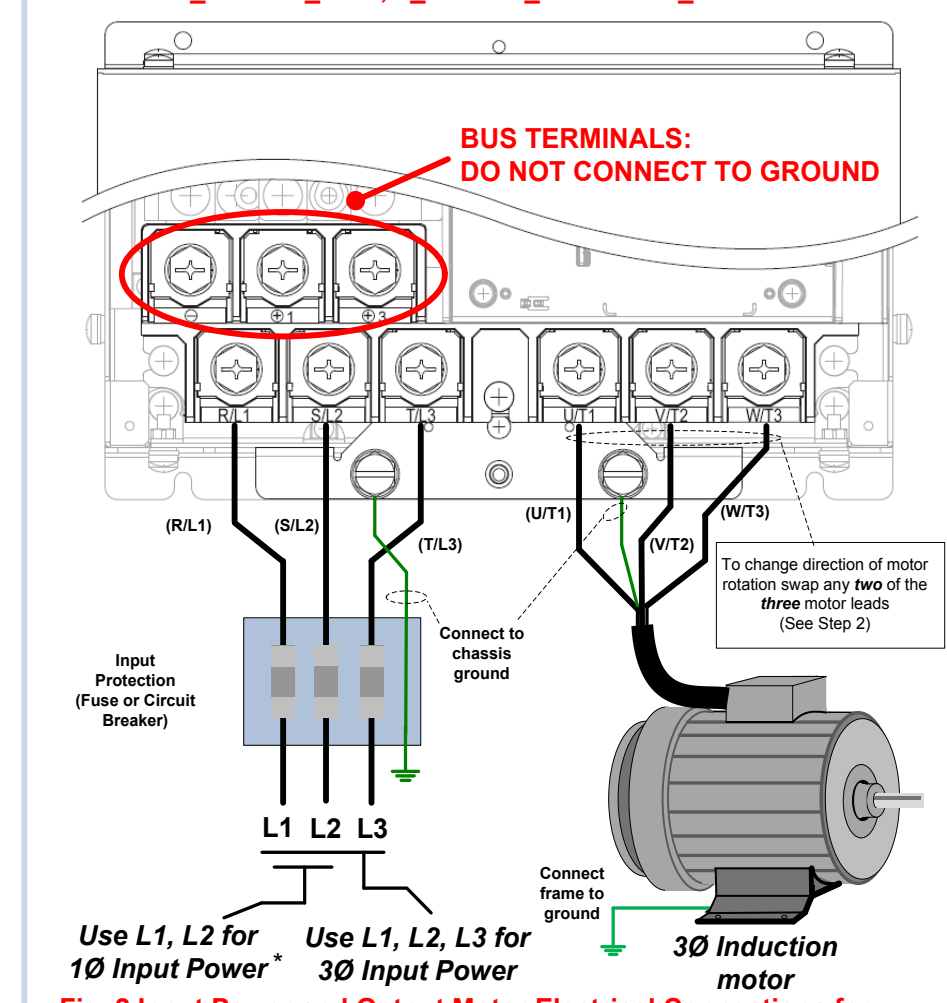 BUS TERMINALS:
DO NOT CONNECT TO GROUND
⊖ ⊕1 ⊕3
R/L1 S/L2 T/L3 U/T1 V/T2 W/T3
(R/L1)
(S/L2)
(T/L3)
(U/T1)
(V/T2)
(W/T3)
To change direction of motor
rotation swap any two of the
three motor leads
(See Step 2)
Connect to
chassis
ground
Input
Protection
(Fuse or Circuit
Breaker)
L1 L2 L3
Use L1, L2 for
1Ø Input Power *
Use L1, L2, L3 for
3Ø Input Power
Connect
frame to
ground
3Ø Induction
motor